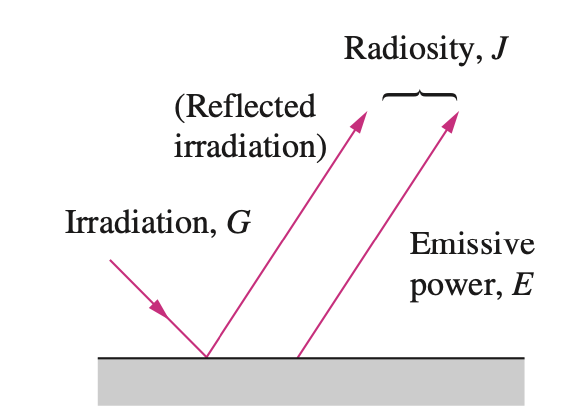 Radiosity, J
(Reflected
irradiation)
Irradiation, G
Emissive
power, E